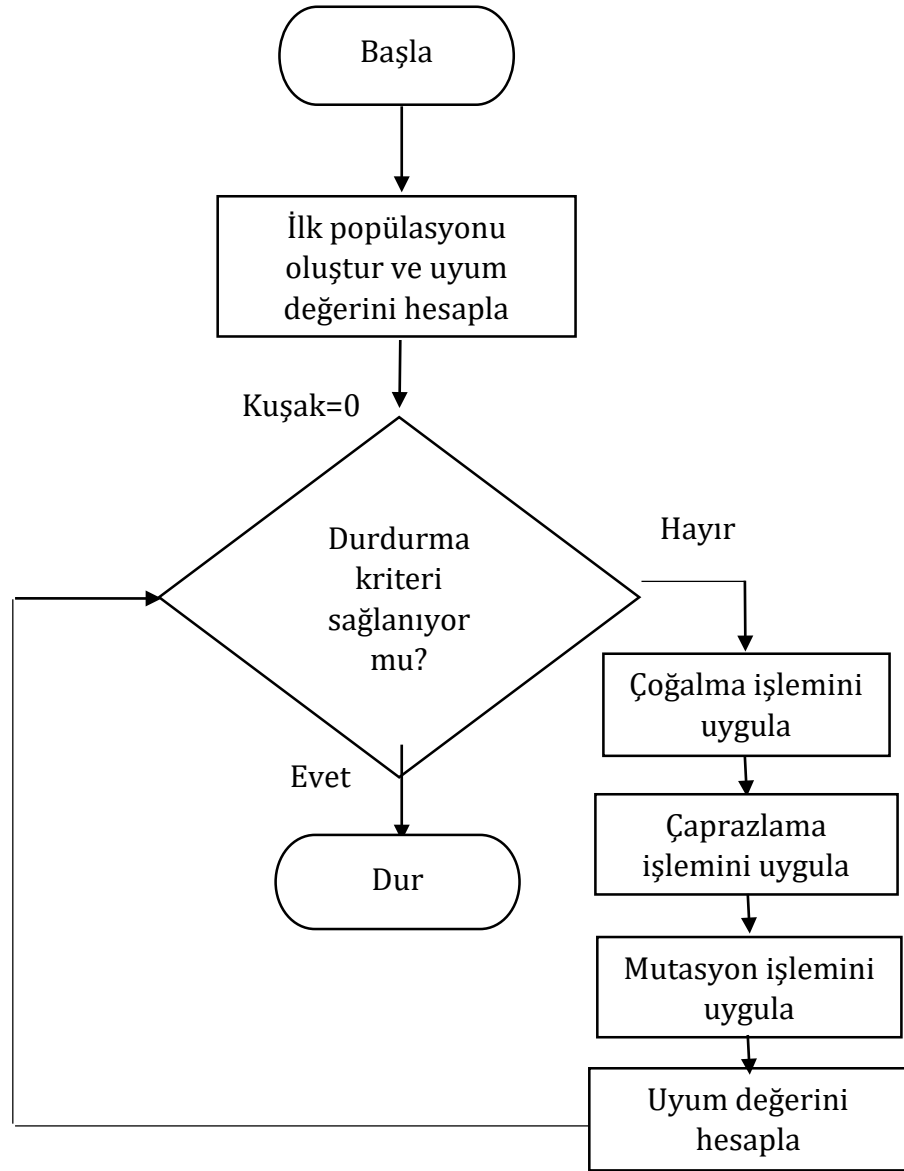 Başla
İlk popülasyonu
oluştur ve uyum
değerini hesapla
Kuşak=0
Durdurma
kriteri
sağlanıyor
mu?
Hayır
Çoğalma işlemini
uygula
Çaprazlama
işlemini uygula
Mutasyon işlemini
uygula
Uyum değerini
hesapla
Evet
Dur